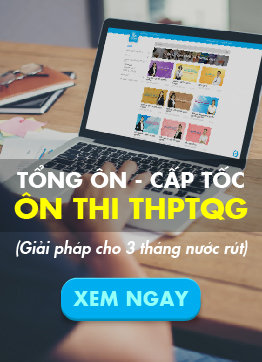 TỔNG ÔN - CẤP TỐC
ÔN THI THPTQG
(Giải pháp cho 3 tháng nước rút)
XEM NGAY